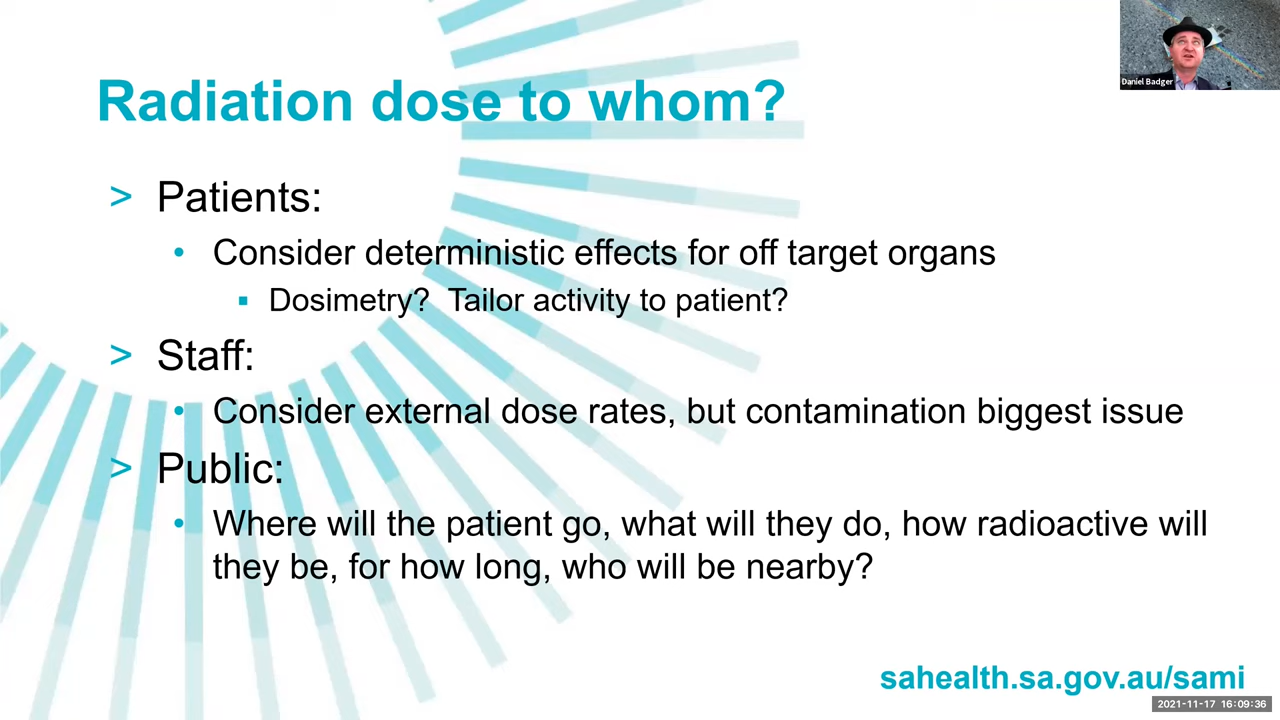 Daniel Badger
Radiation dose to whom?
> Patients:
• Consider deterministic effects for off target organs
▪ Dosimetry? Tailor activity to patient?
> Staff:
• Consider external dose rates, but contamination biggest issue
> Public:
• Where will the patient go, what will they do, how radioactive will
they be, for how long, who will be nearby?
sahealth.sa.gov.au/sami
2021-11-17 16:09:36